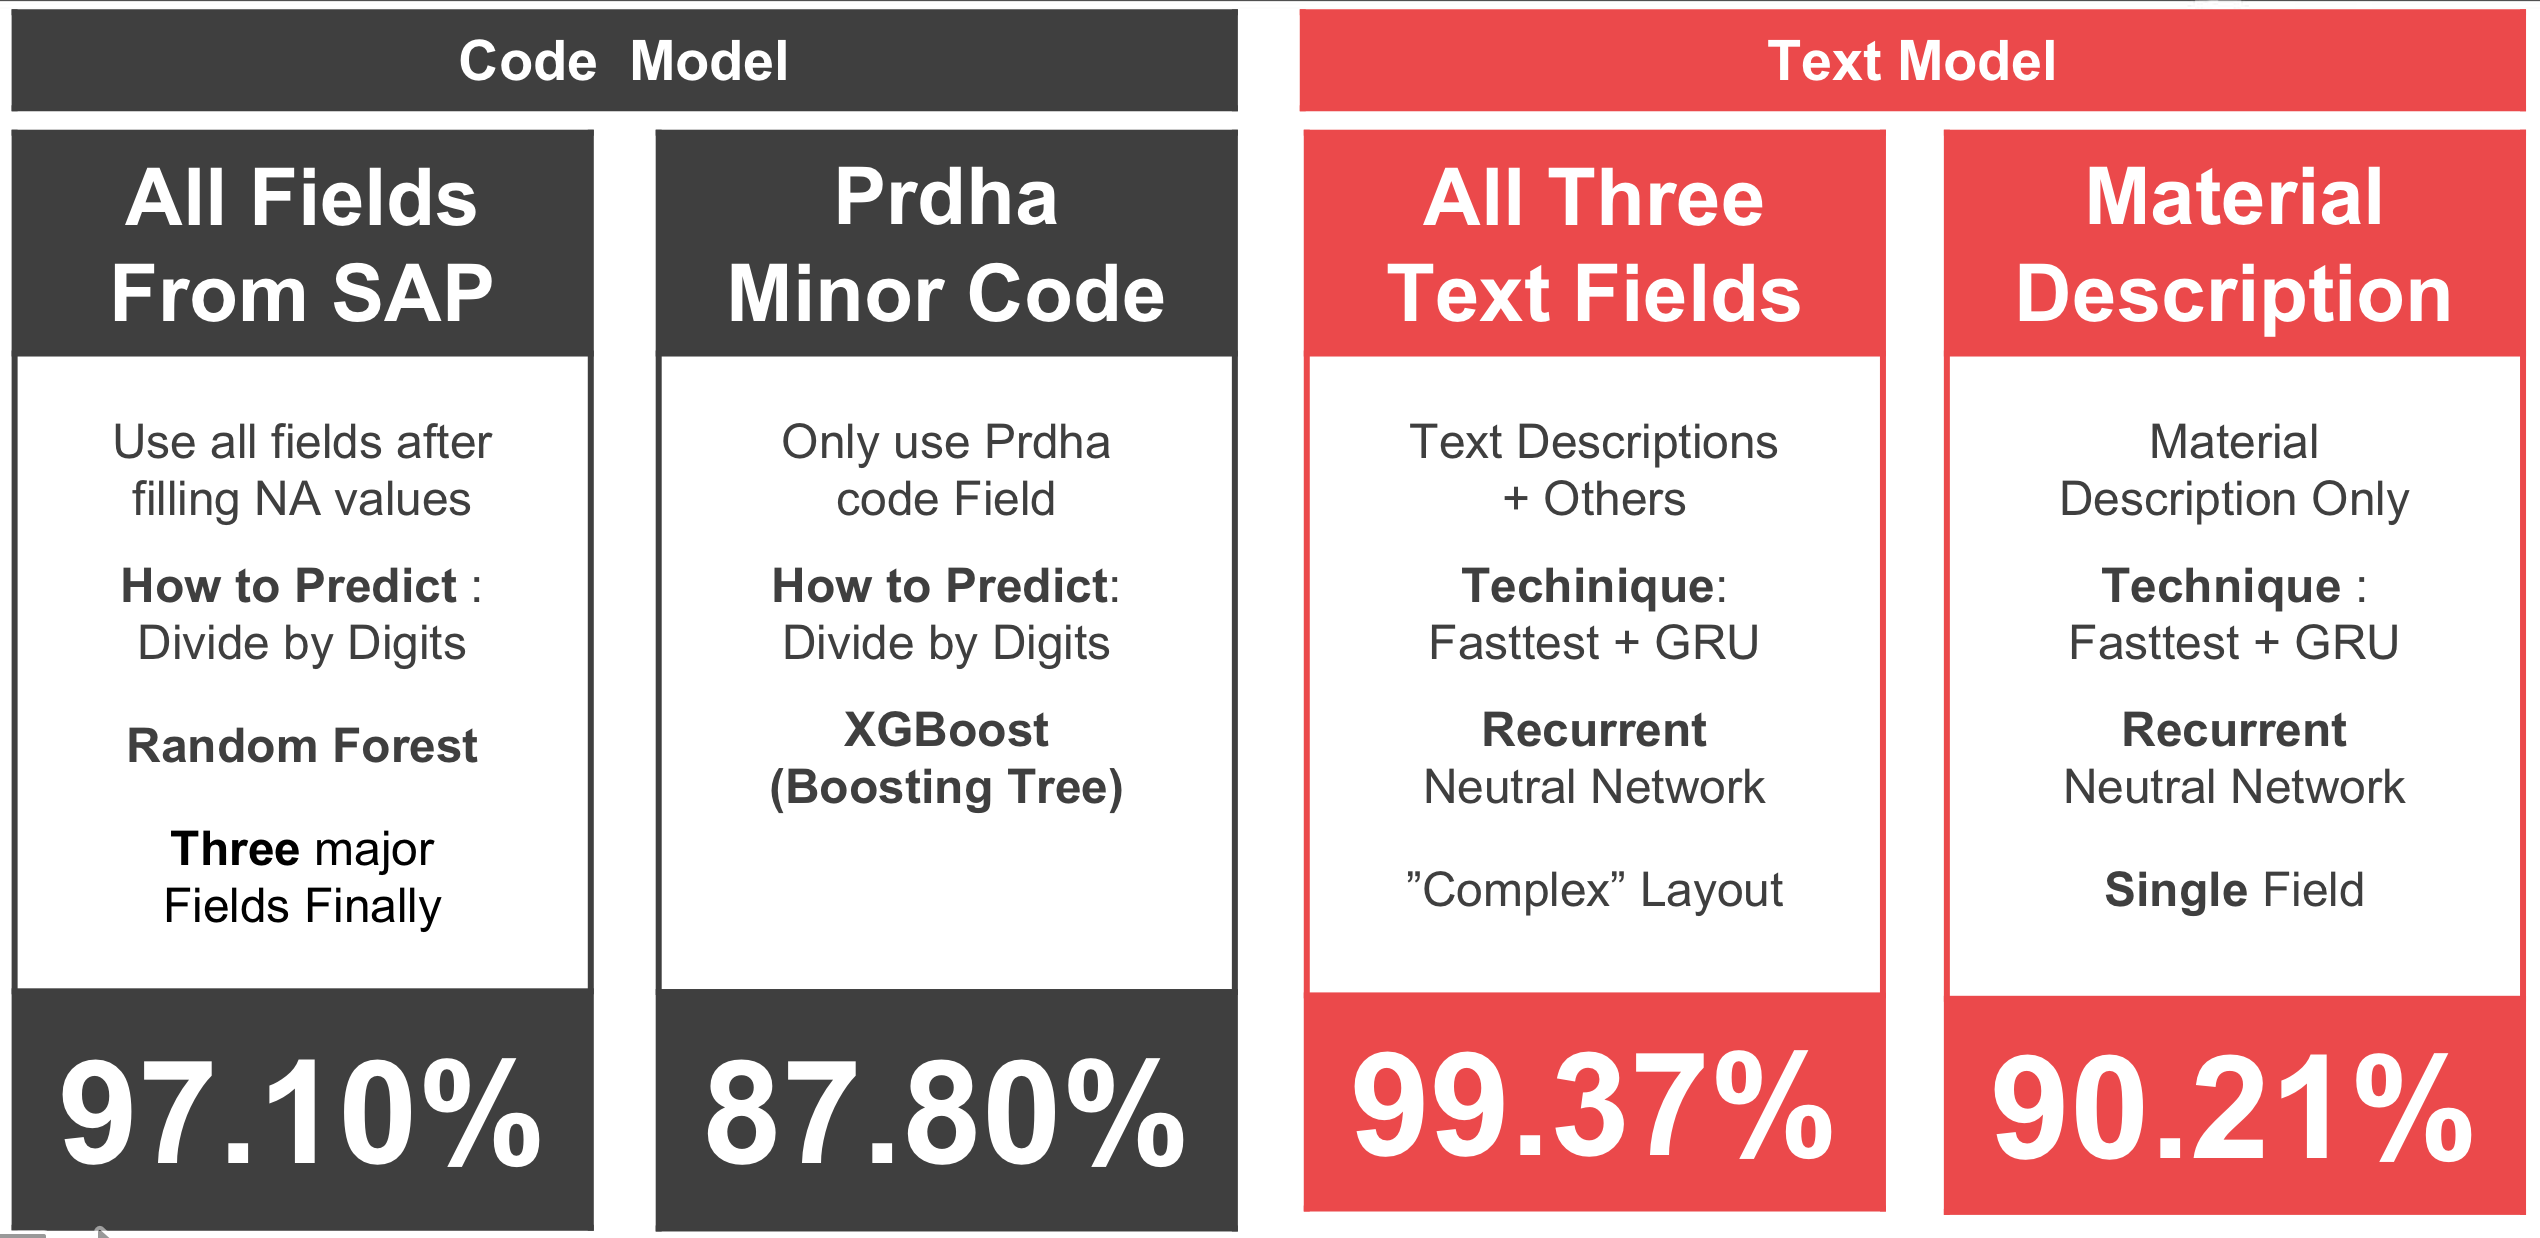 Code  Model
Text Model
All Fields
From SAP
Use all fields after
filling NA values
How to Predict :
Divide by Digits
Random Forest
Three major
Fields Finally
97.10%
Prdha
Minor Code
Only use Prdha
code Field
How to Predict:
Divide by Digits
XGBoost
(Boosting Tree)
87.80%
All Three
Text Fields
Text Descriptions
+ Others
Techinique:
Fasttest + GRU
Recurrent
Neutral Network
”Complex” Layout
99.37%
Material
Description
Material
Description Only
Technique :
Fasttest + GRU
Recurrent
Neutral Network
Single Field
90.21%